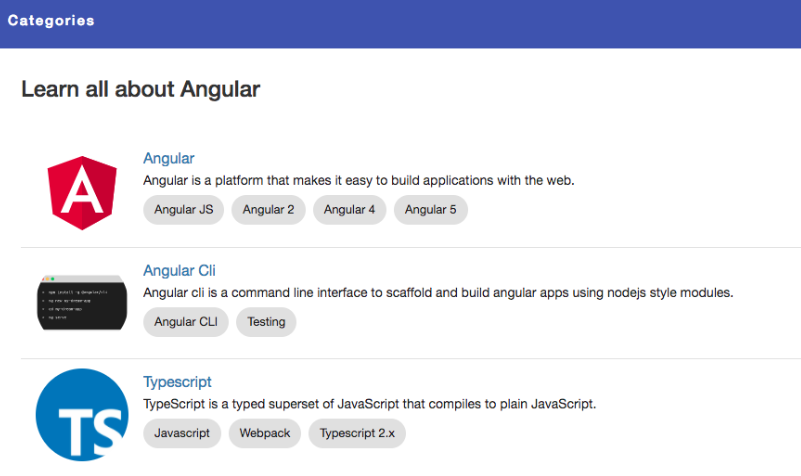 Categories
Learn all about Angular
Angular
Angular is a platform that makes it easy to build applications with the web.
Angular JS Angular 2 Angular 4 Angular 5
Angular Cli
Angular cli is a command line interface to scaffold and build angular apps using nodejs style modules.
Angular CLI Testing
Typescript
TypeScript is a typed superset of JavaScript that compiles to plain JavaScript.
TS
Javascript Webpack Typescript 2.x